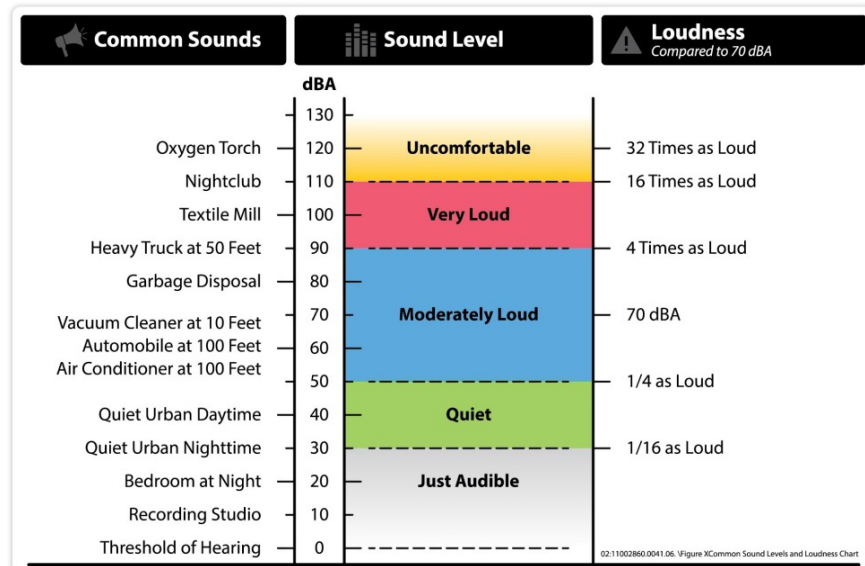 Common Sounds
Sound Level
Loudness
Compared to 70 dBA
dBA
130
Oxygen Torch 120 Uncomfortable 32 Times as Loud
Nightclub 110 16 Times as Loud
Textile Mill 100 Very Loud
Heavy Truck at 50 Feet 90 4 Times as Loud
Garbage Disposal 80
70 Moderately Loud 70 dBA
Vacuum Cleaner at 10 Feet
Automobile at 100 Feet 60
Air Conditioner at 100 Feet
50 1/4 as Loud
Quiet Urban Daytime 40 Quiet
Quiet Urban Nighttime 30 1/16 as Loud
Bedroom at Night 20 Just Audible
Recording Studio 10
Threshold of Hearing 0
02:11002860.0041.06. \Figure XCommon Sound Levels and Loudness Chart